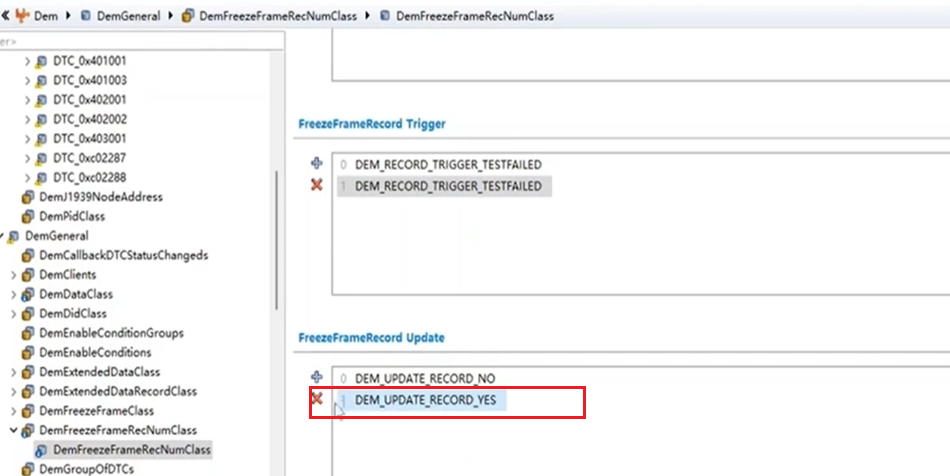 Dem DemGeneral DemFreezeFrameRecNumClass DemFreezeFrameRecNumClass
er>
DTC_0x401001
DTC_0x401003
DTC_0x402001
DTC_0x402002
DTC_0x403001
DTC_0xc02287
DTC_0xc02288
DemJ1939NodeAddress
DemPidClass
DemGeneral
DemCallbackDTCStatusChangeds
DemClients
DemDataClass
DemDidClass
DemEnableConditionGroups
DemEnableConditions
DemExtendedDataClass
DemExtendedDataRecordClass
DemFreezeFrameClass
DemFreezeFrameRecNumClass
DemFreezeFrameRecNumClass
DemGroupOfDTCs
FreezeFrameRecord Trigger
0 DEM_RECORD_TRIGGER_TESTFAILED
1 DEM_RECORD_TRIGGER_TESTFAILED
FreezeFrameRecord Update
0 DEM_UPDATE_RECORD_NO
1 DEM_UPDATE_RECORD_YES